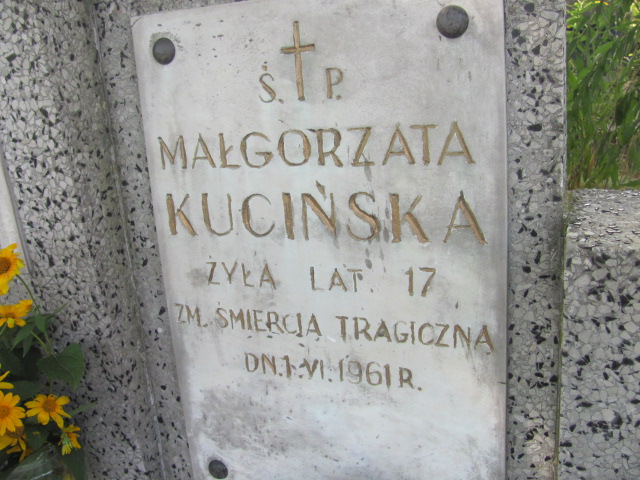 Ś. P.
MAŁGORZATA
KUCIŃSKA
ŻYŁA LAT. 17
ZM. ŚMIERCIĄ TRAGICZNĄ
DN. 1.VI.1961 R.